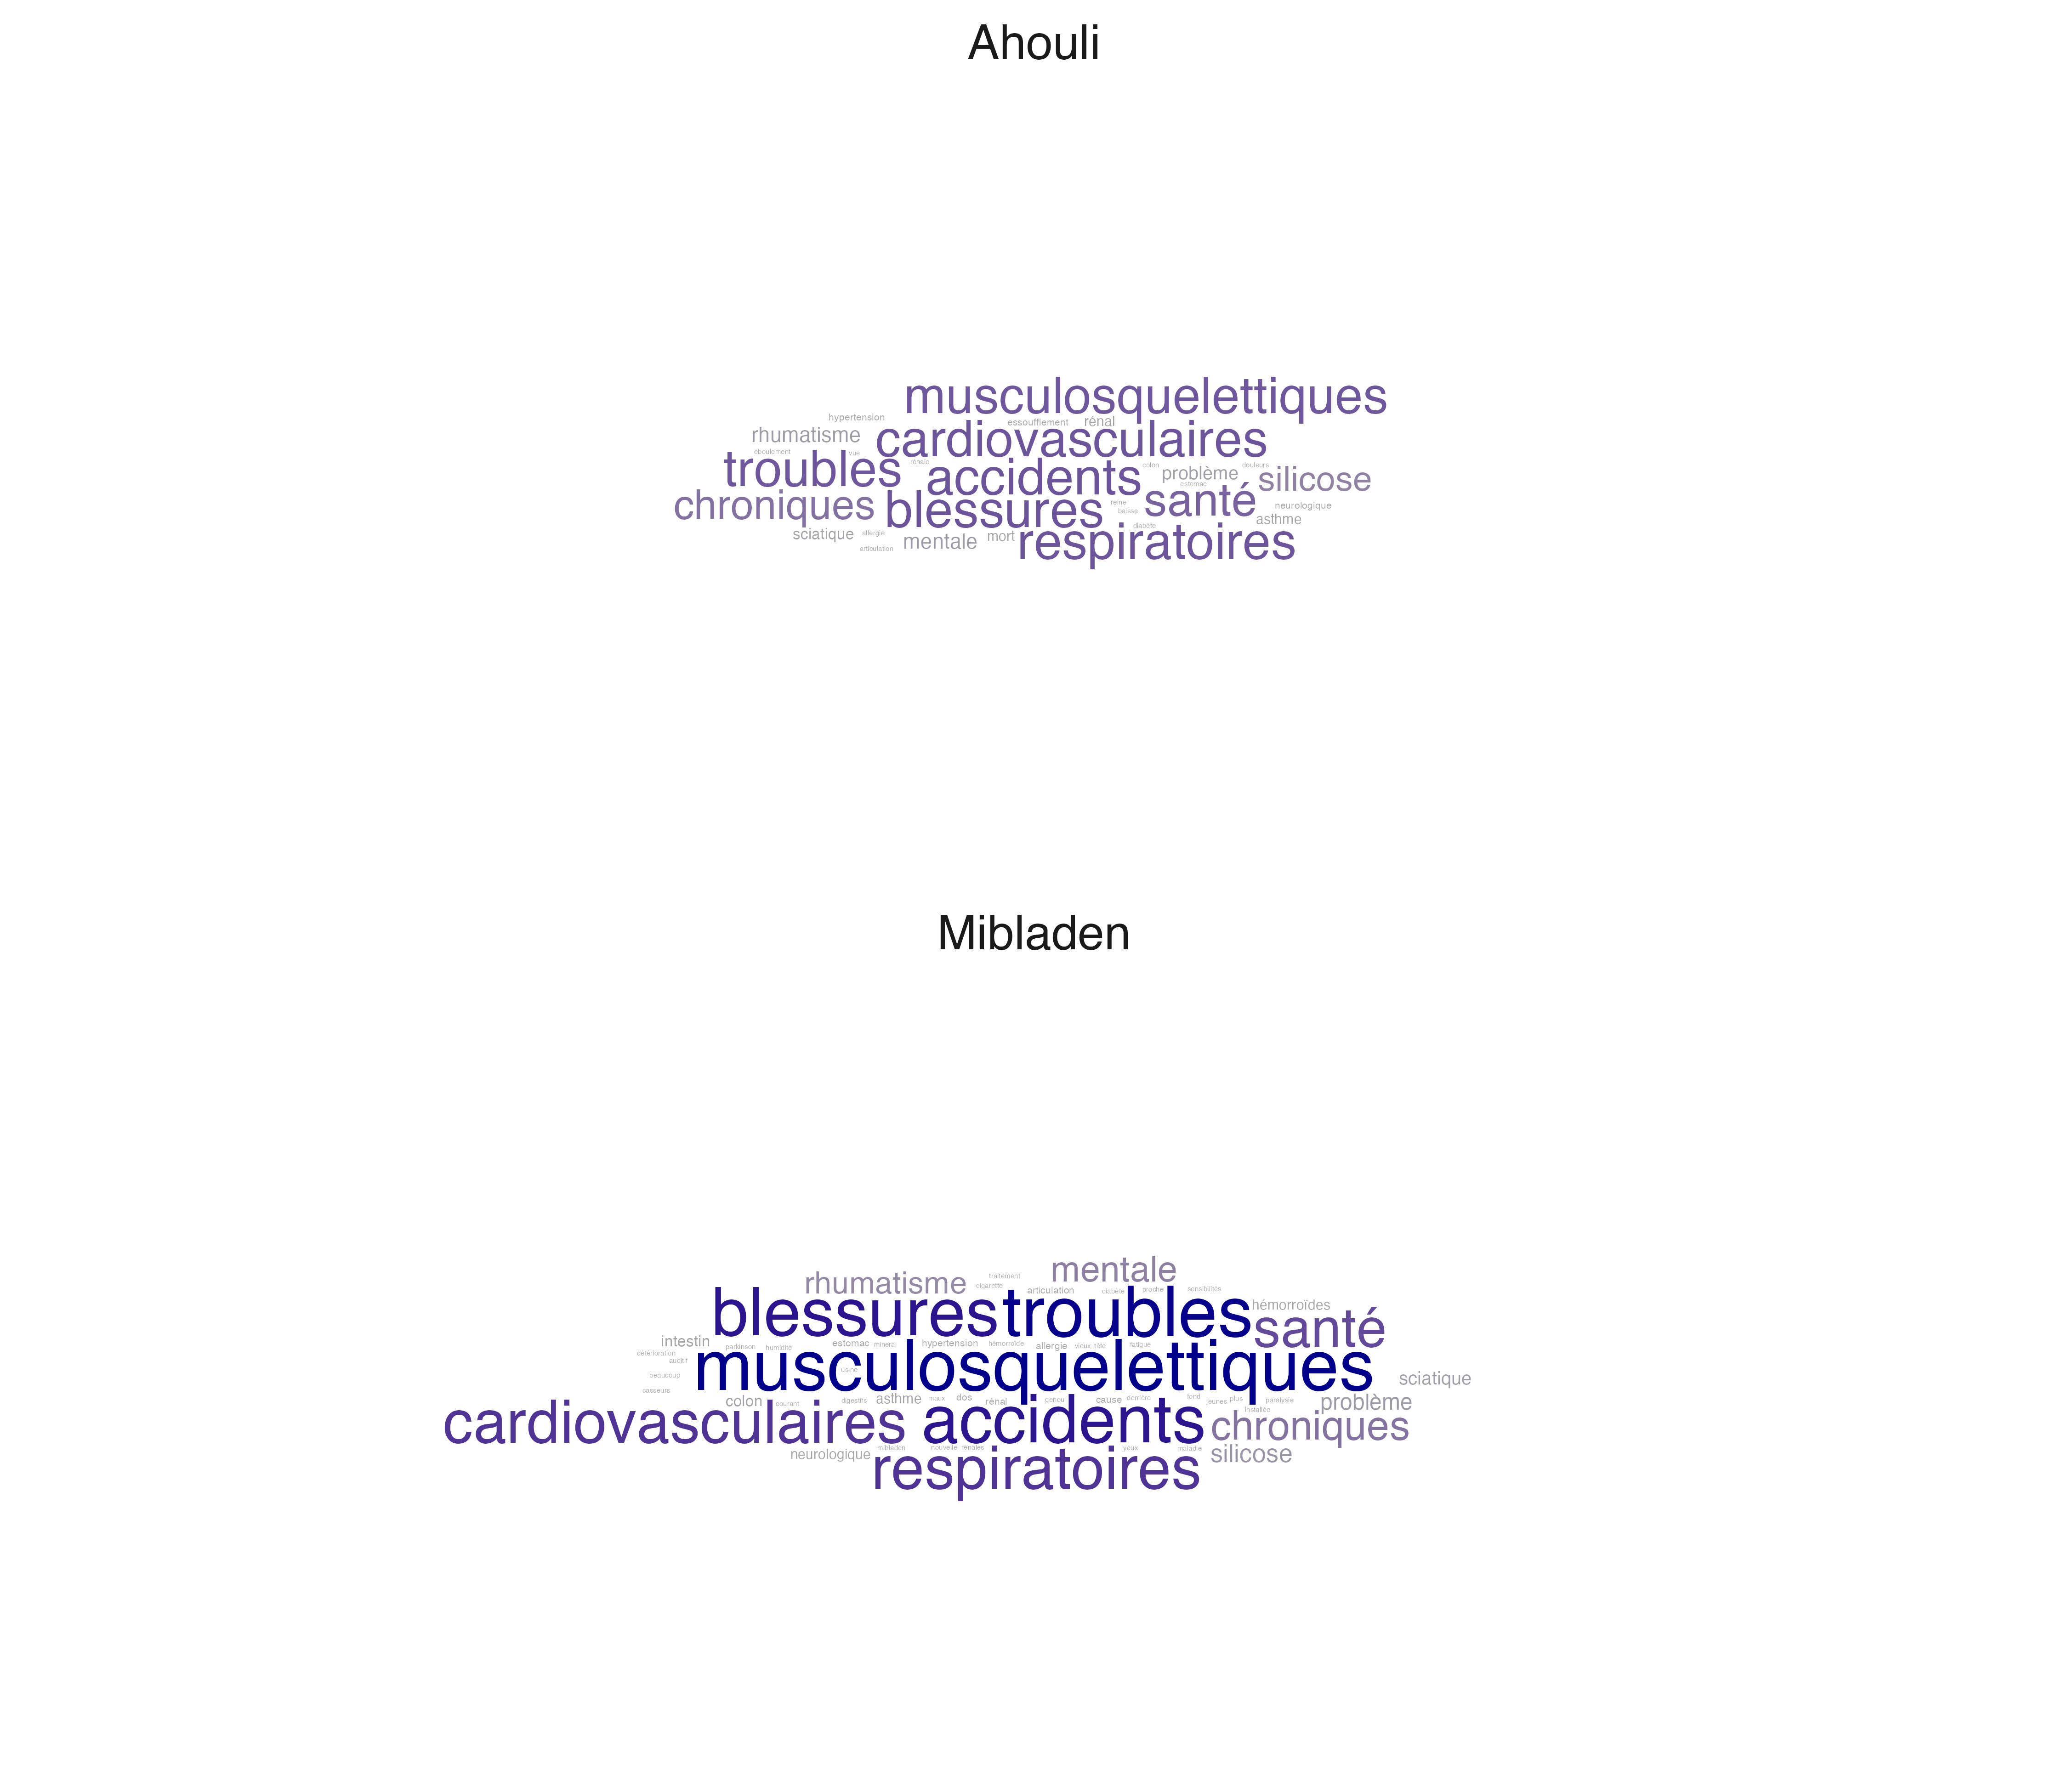 Ahouli
musculosquelettiques
hypertension essoufflement rénal
rhumatisme cardiovasculaires
éboulement vue
troubles renale accidents colon problème douleurs silicose
estomac
chroniques blessures reine santé neurologique
baisse asthme
sciatique allergie diabète
articulation mentale mort respiratoires
Mibladen
mentale
rhumatisme traitement
cigarette articulation diabète proche sensibilités
blessures troubles hémorroïdes
santé
intestin parkinson humidité estomac minerai hypertension hémorroïde allergie vieux tête fatigue
détérioration
auditif musculosquelettiques
usine
beaucoup sciatique
casseurs
colon courant digestifs asthme maux dos rénal genou cause dernière fond jeunes plus paralysie problème
installée
cardiovasculaires accidents chroniques
neurologique mibladen nouvelle rénales yeux maladie silicose
respiratoires